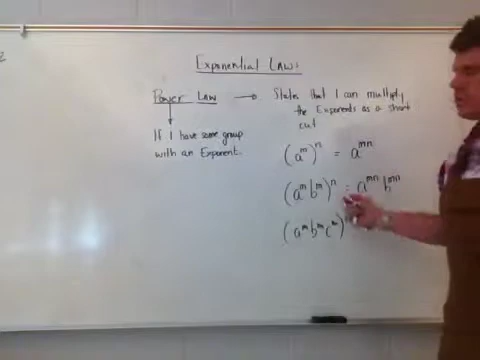 Exponential Laws
Power Law → States that I can multiply
the Exponents as a short
cut
If I have some group
with an Exponent.
(a^m)^n = a^mn
(a^m b^m)^n = a^mn b^mn
(a^m b^m c^m)